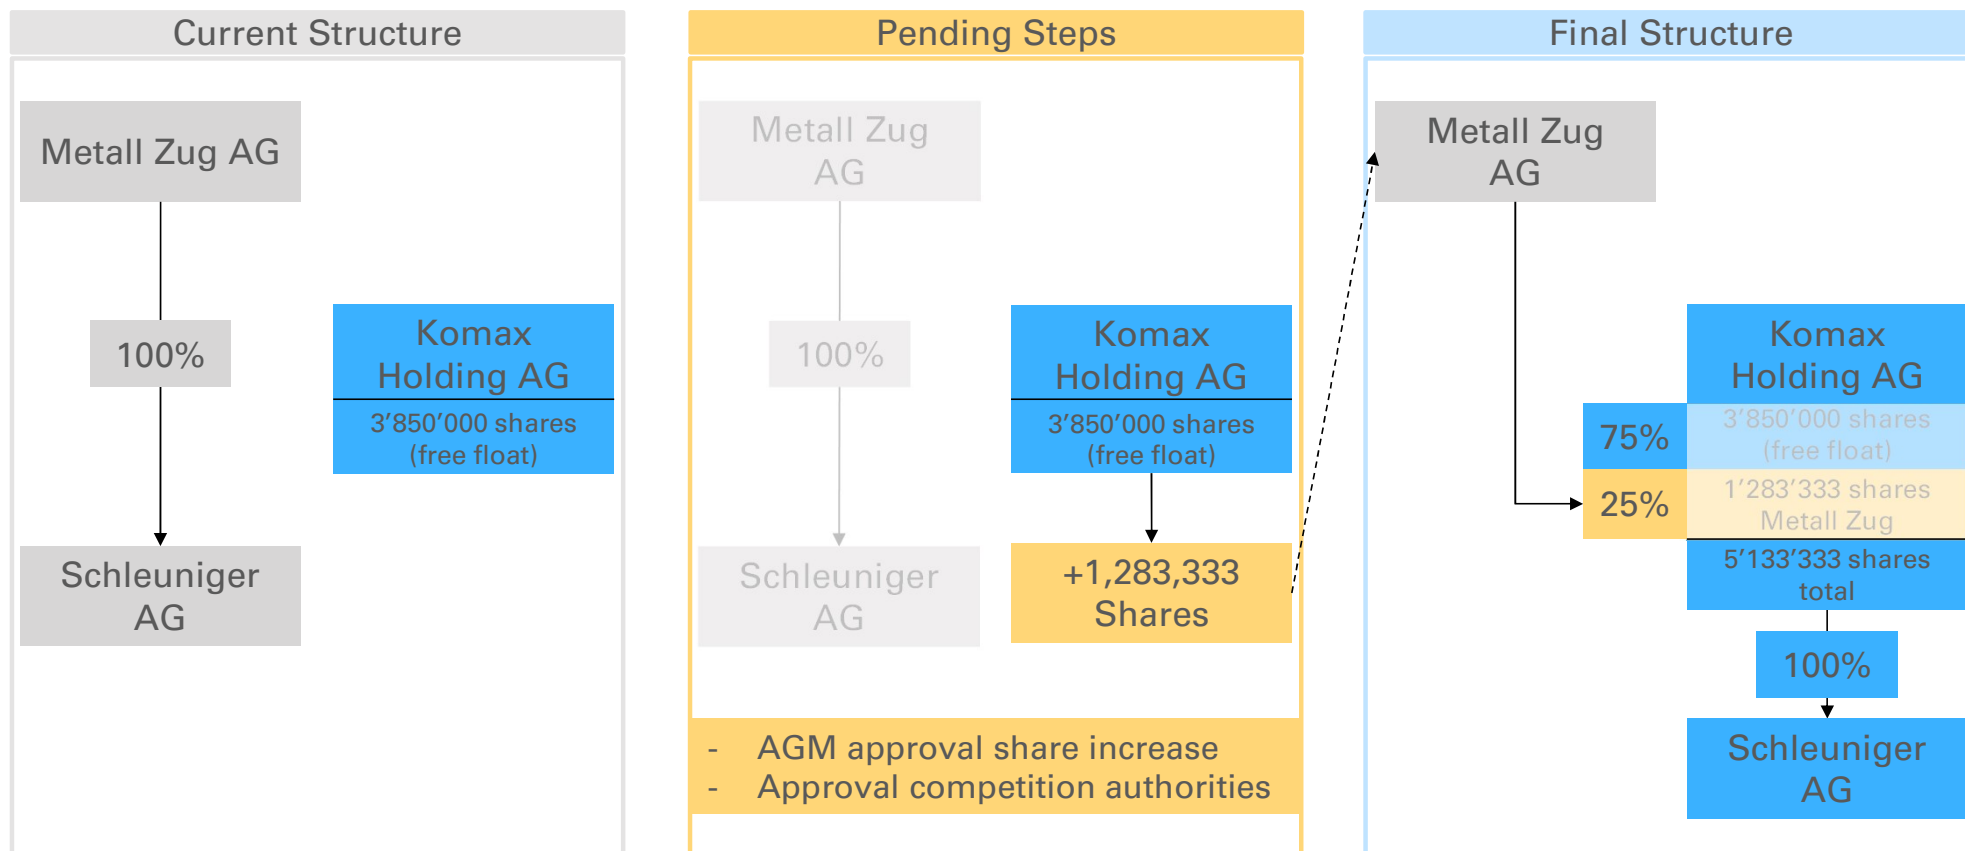 Current Structure
Metall Zug AG
100%
Komax
Holding AG
3’850’000 shares
(free float)
Schleuniger
AG
Pending Steps
Metall Zug
AG
100%
Komax
Holding AG
3’850’000 shares
(free float)
Schleuniger
AG
+1,283,333
Shares
- AGM approval share increase
- Approval competition authorities
Final Structure
Metall Zug
AG
Komax
Holding AG
75%
3’850’000 shares
(free float)
25%
1’283’333 shares
Metall Zug
5’133’333 shares
total
100%
Schleuniger
AG